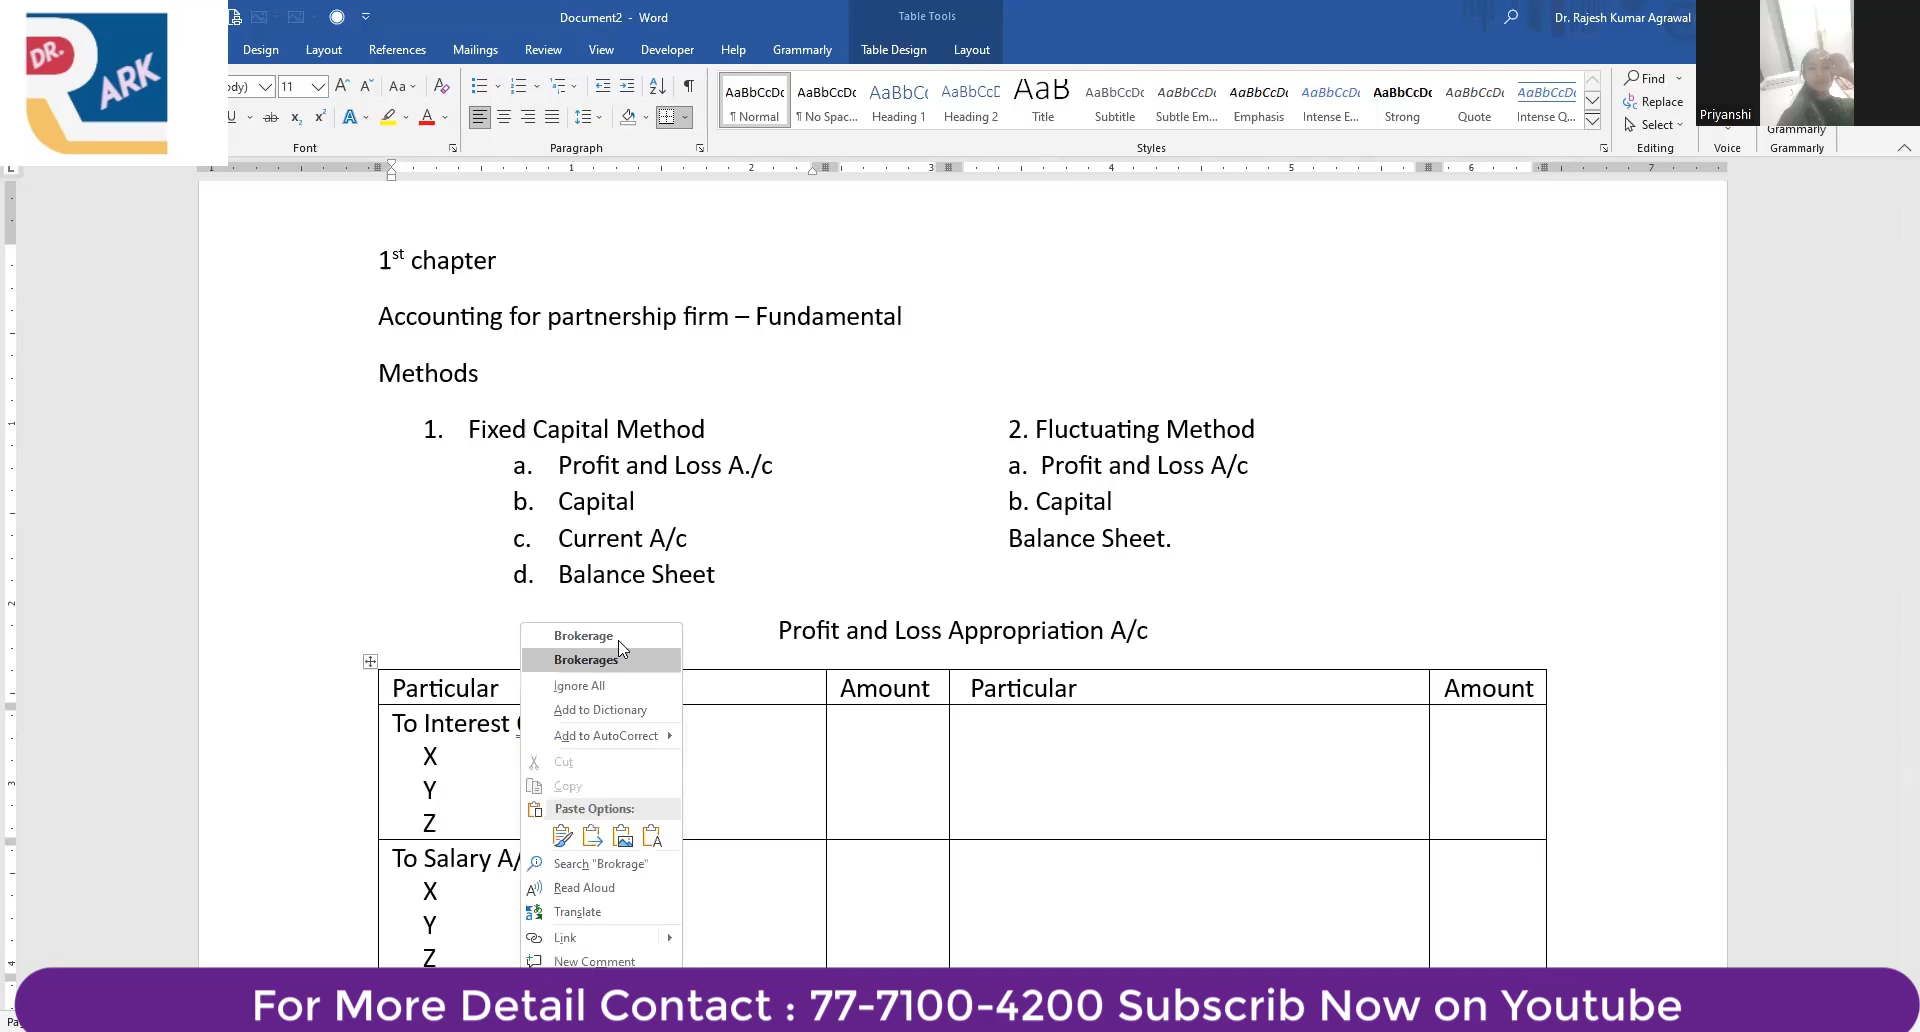 DR.
ARK
Document2 - Word
Table Tools
Dr. Rajesh Kumar Agrawal
Design Layout References Mailings Review View Developer Help Grammarly Table Design Layout
11
Find
Replace
Select
Priyanshi
AaBbCcDc AaBbCcDc AaBbCc AaBbCcD AaB AaBbCcDc AaBbCcDc AaBbCcDc AaBbCcDc AaBbCcDc AaBbCcDc AaBbCcDc
¶ Normal ¶ No Spac... Heading 1 Heading 2 Title Subtitle Subtle Em... Emphasis Intense E... Strong Quote Intense Q...
Grammarly
Font Paragraph Styles Editing Voice Grammarly
1st chapter
Accounting for partnership firm – Fundamental
Methods
1. Fixed Capital Method
a. Profit and Loss A./c
b. Capital
c. Current A/c
d. Balance Sheet
2. Fluctuating Method
a. Profit and Loss A/c
b. Capital
Balance Sheet.
Profit and Loss Appropriation A/c
Particular Amount Particular Amount
To Interest
X
Y
Z
To Salary A/
X
Y
Z
Brokerage
Brokerages
Ignore All
Add to Dictionary
Add to AutoCorrect
Cut
Copy
Paste Options:
Search "Brokrage"
Read Aloud
Translate
Link
New Comment
For More Detail Contact : 77-7100-4200 Subscrib Now on Youtube